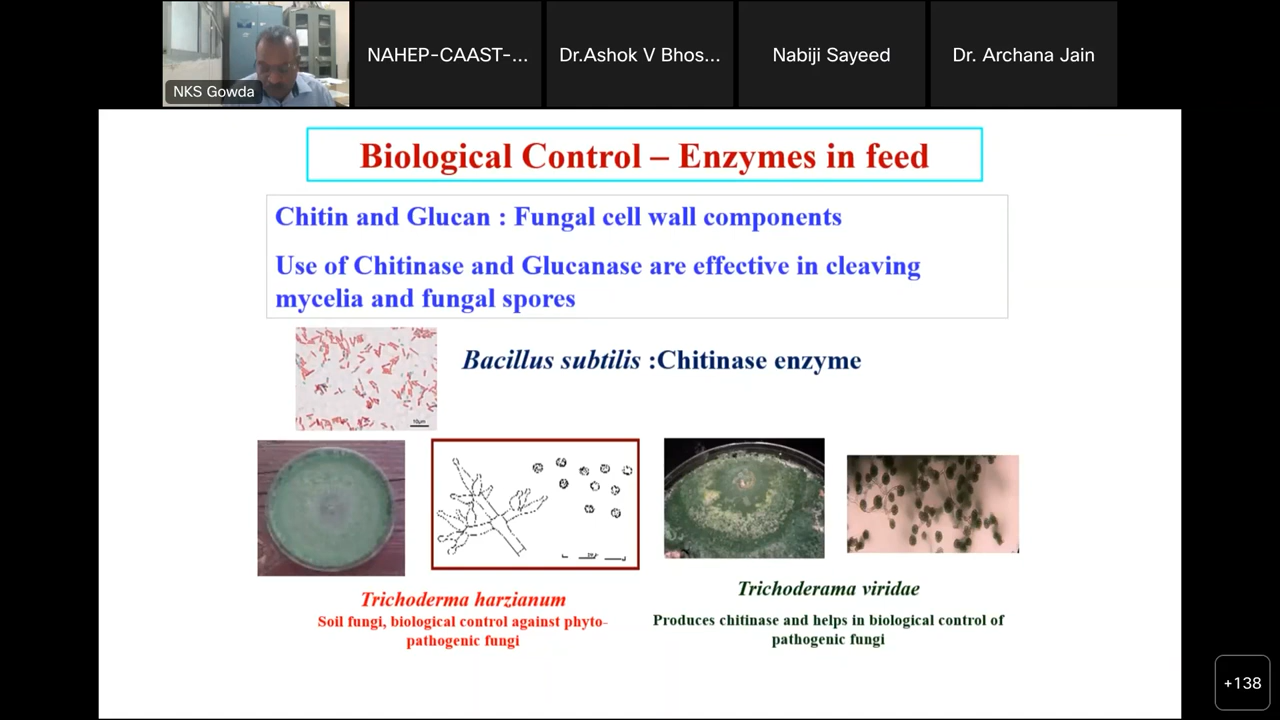 NKS Gowda
NAHEP-CAAST-...
Dr.Ashok V Bhos...
Nabiji Sayeed
Dr. Archana Jain
Biological Control – Enzymes in feed
Chitin and Glucan : Fungal cell wall components
Use of Chitinase and Glucanase are effective in cleaving
mycelia and fungal spores
Bacillus subtilis :Chitinase enzyme
10µm
Trichoderma harzianum
Soil fungi, biological control against phyto-
pathogenic fungi
Trichoderama viridae
Produces chitinase and helps in biological control of
pathogenic fungi
+138